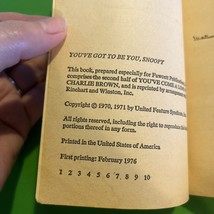 YOU'VE GOT TO BE YOU, SNOOPY
This book, prepared especially for Fawcett
comprises the second half of YOU'VE COME A
CHARLIE BROWN, and is reprinted by arrangement
Rinehart and Winston, Inc.
Copyright © 1970, 1971 by United Feature Syndicate
All rights reserved, including the right to reproduce
portions thereof in any form.
Printed in the United States of America
First printing: February 1976
1 2 3 4 5 6 7 8 9 10